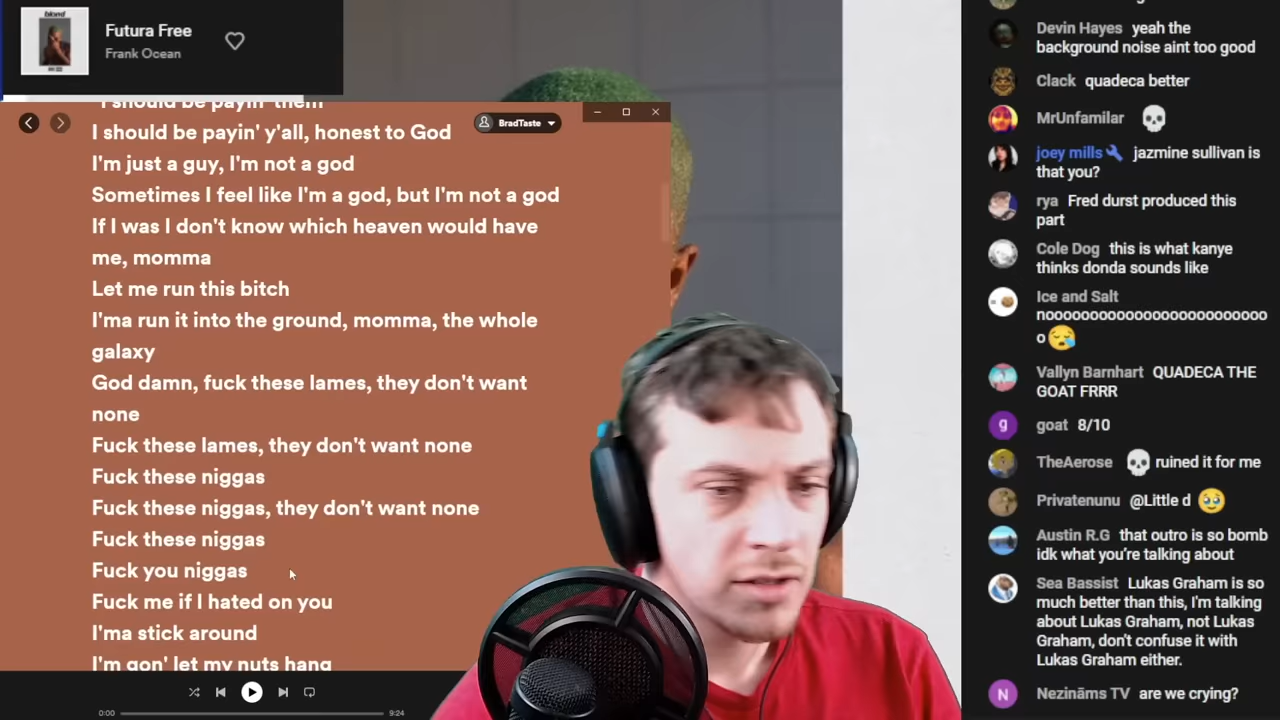 blond
Futura Free
Frank Ocean
I should be payin' them
BradTaste
I should be payin' y'all, honest to God
I'm just a guy, I'm not a god
Sometimes I feel like I'm a god, but I'm not a god
If I was I don't know which heaven would have
me, momma
Let me run this bitch
I'ma run it into the ground, momma, the whole
galaxy
God damn, fuck these lames, they don't want
none
Fuck these lames, they don't want none
Fuck these niggas
Fuck these niggas, they don't want none
Fuck these niggas
Fuck you niggas
Fuck me if I hated on you
I'ma stick around
I'm gon' let my nuts hang
0:00
9:24
Devin Hayes yeah the
background noise aint too good
Clack quadeca better
MrUnfamilar 💀
joey mills🔧 jazmine sullivan is
that you?
rya Fred durst produced this
part
Cole Dog this is what kanye
thinks donda sounds like
Ice and Salt
nooooooooooooooooooooooooo
o😪
Vallyn Barnhart QUADECA THE
GOAT FRRR
g
goat 8/10
TheAerose 💀 ruined it for me
Privatenunu @Little d 🥹
Austin R.G that outro is so bomb
idk what you're talking about
Sea Bassist Lukas Graham is so
much better than this, I'm talking
about Lukas Graham, not Lukas
Graham, don't confuse it with
Lukas Graham either.
N
Nezināms TV are we crying?